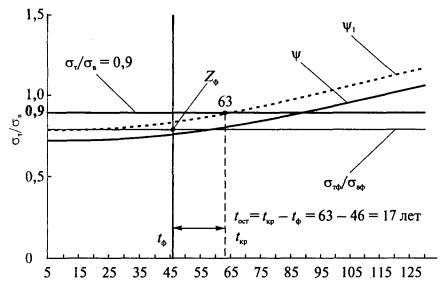 1,5
ψ₁
σт/σв = 0,9
Zф
ψ
63
1,0
0,9
σт/σв
0,5
σтф/σвф
tост = tкр – tф = 63 – 46 = 17 лет
tф
tкр
0
5 15 25 35 45 55 65 75 85 95 105 115 125